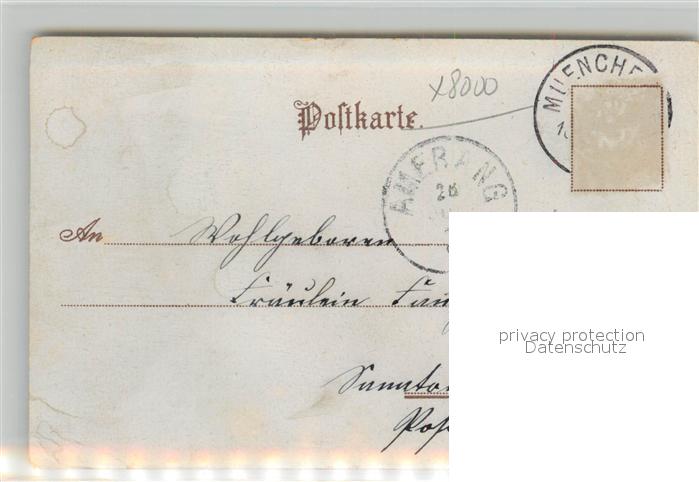 x8000
MUENCHE
Postkarte.
AMERANG
26
An Wohlgeboren
Fräulein
privacy protection
Datenschutz